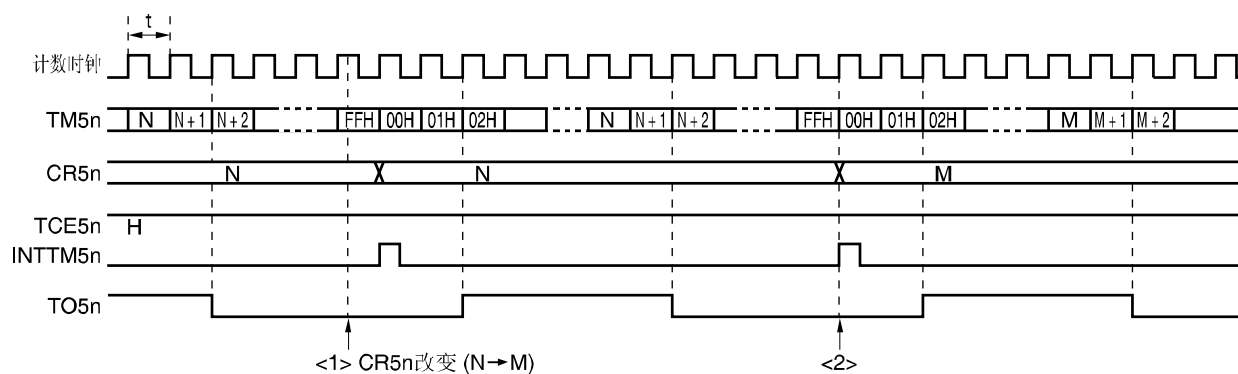 t
计数时钟
TM5n N N + 1 N + 2 FFH 00H 01H 02H N N + 1 N + 2 FFH 00H 01H 02H M M + 1 M + 2
CR5n N N M
TCE5n H
INTTM5n
TO5n
<1> CR5n改变 (N→M) <2>